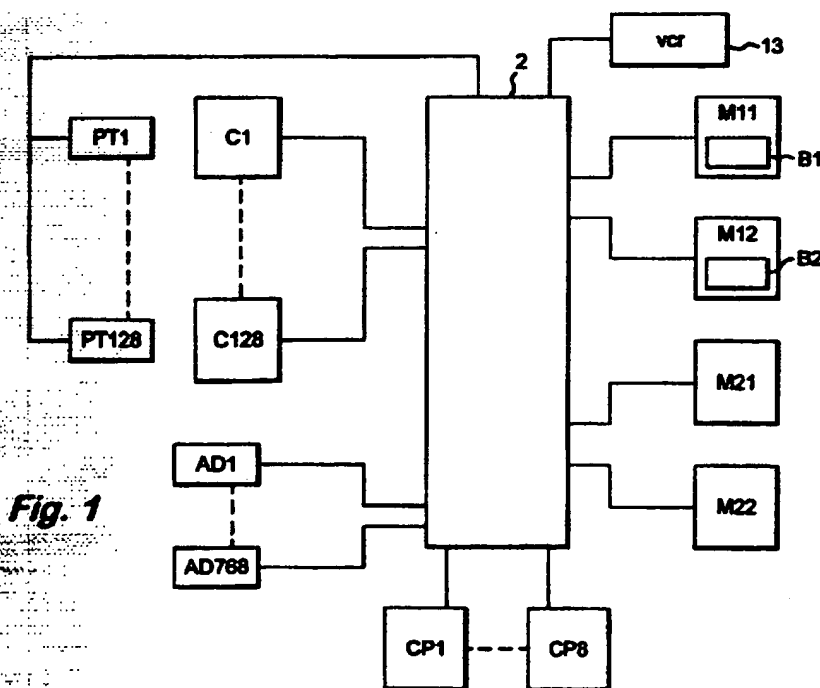 vcr
13
2
PT1
C1
M11
B1
M12
B2
PT128
C128
M21
AD1
M22
Fig. 1
AD768
CP1
CP8